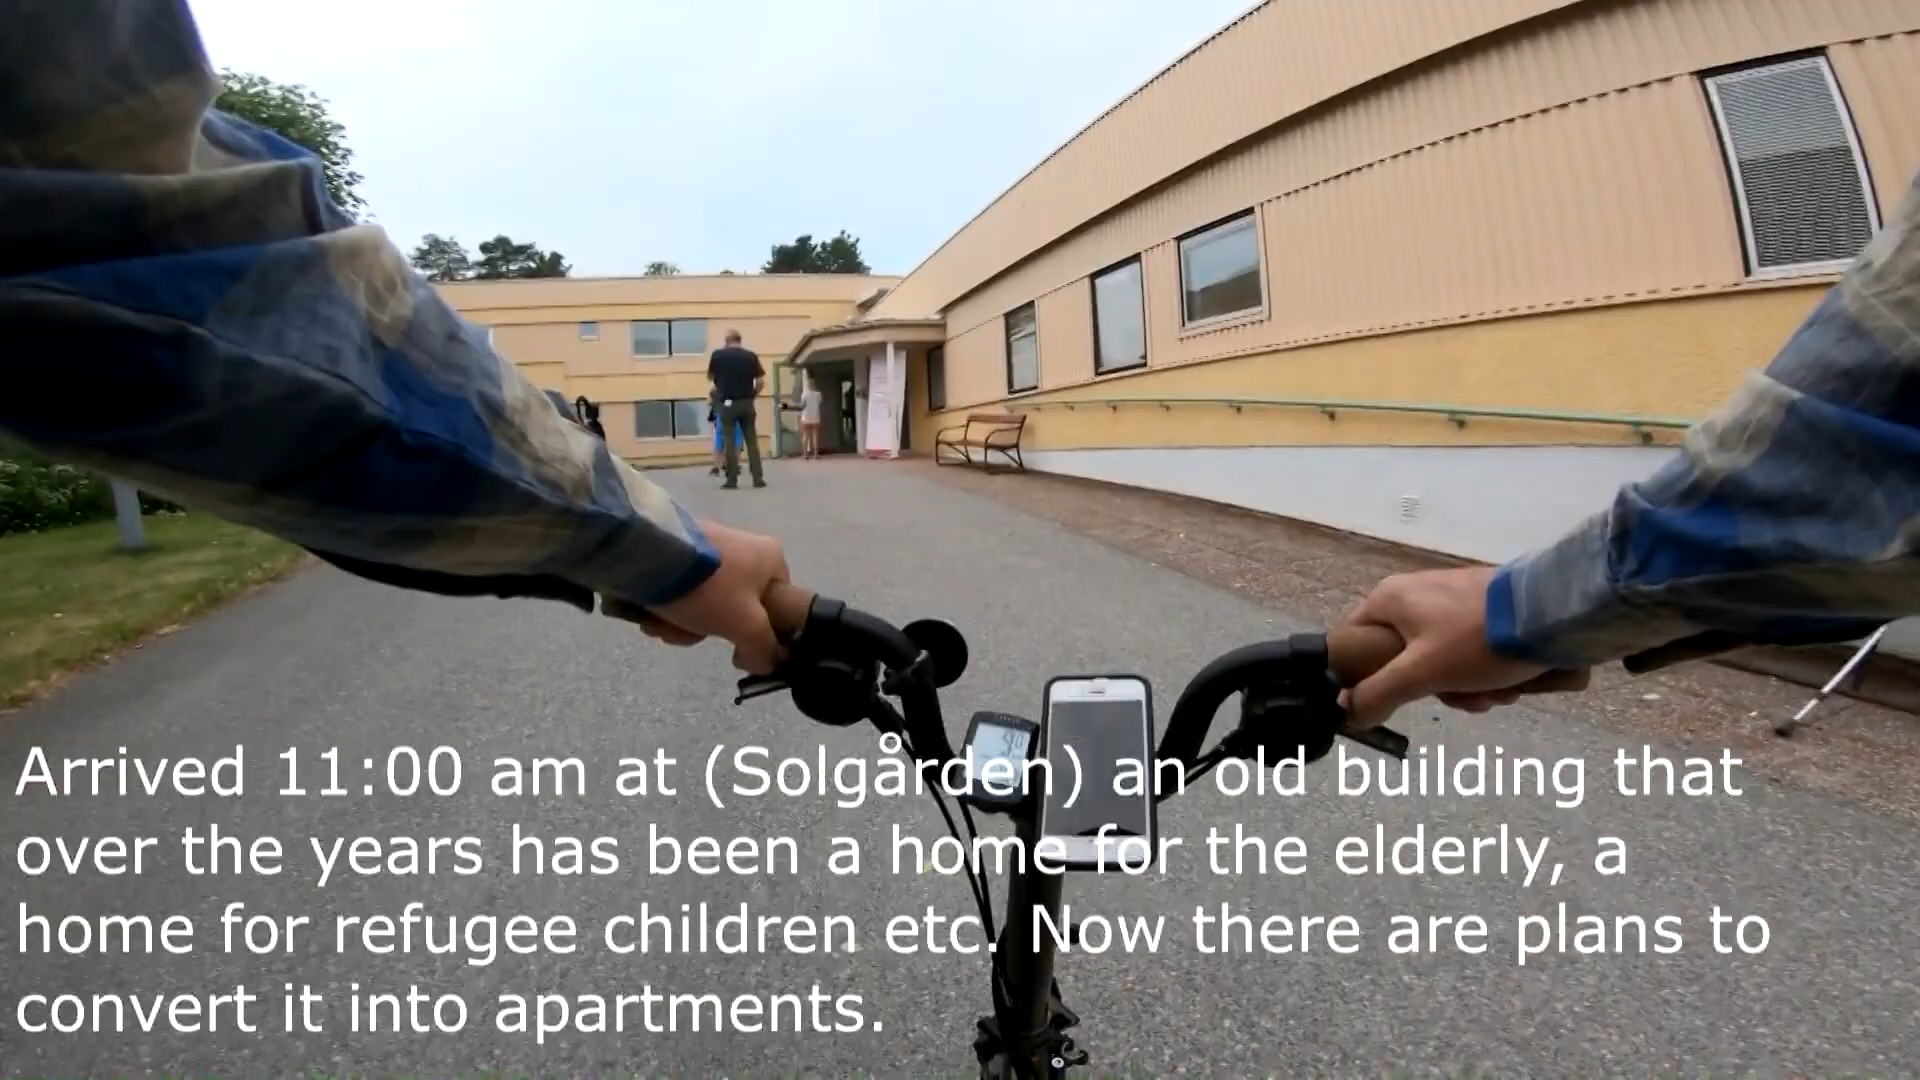 Arrived 11:00 am at (Solgården) an old building that
over the years has been a home for the elderly, a
home for refugee children etc. Now there are plans to
convert it into apartments.